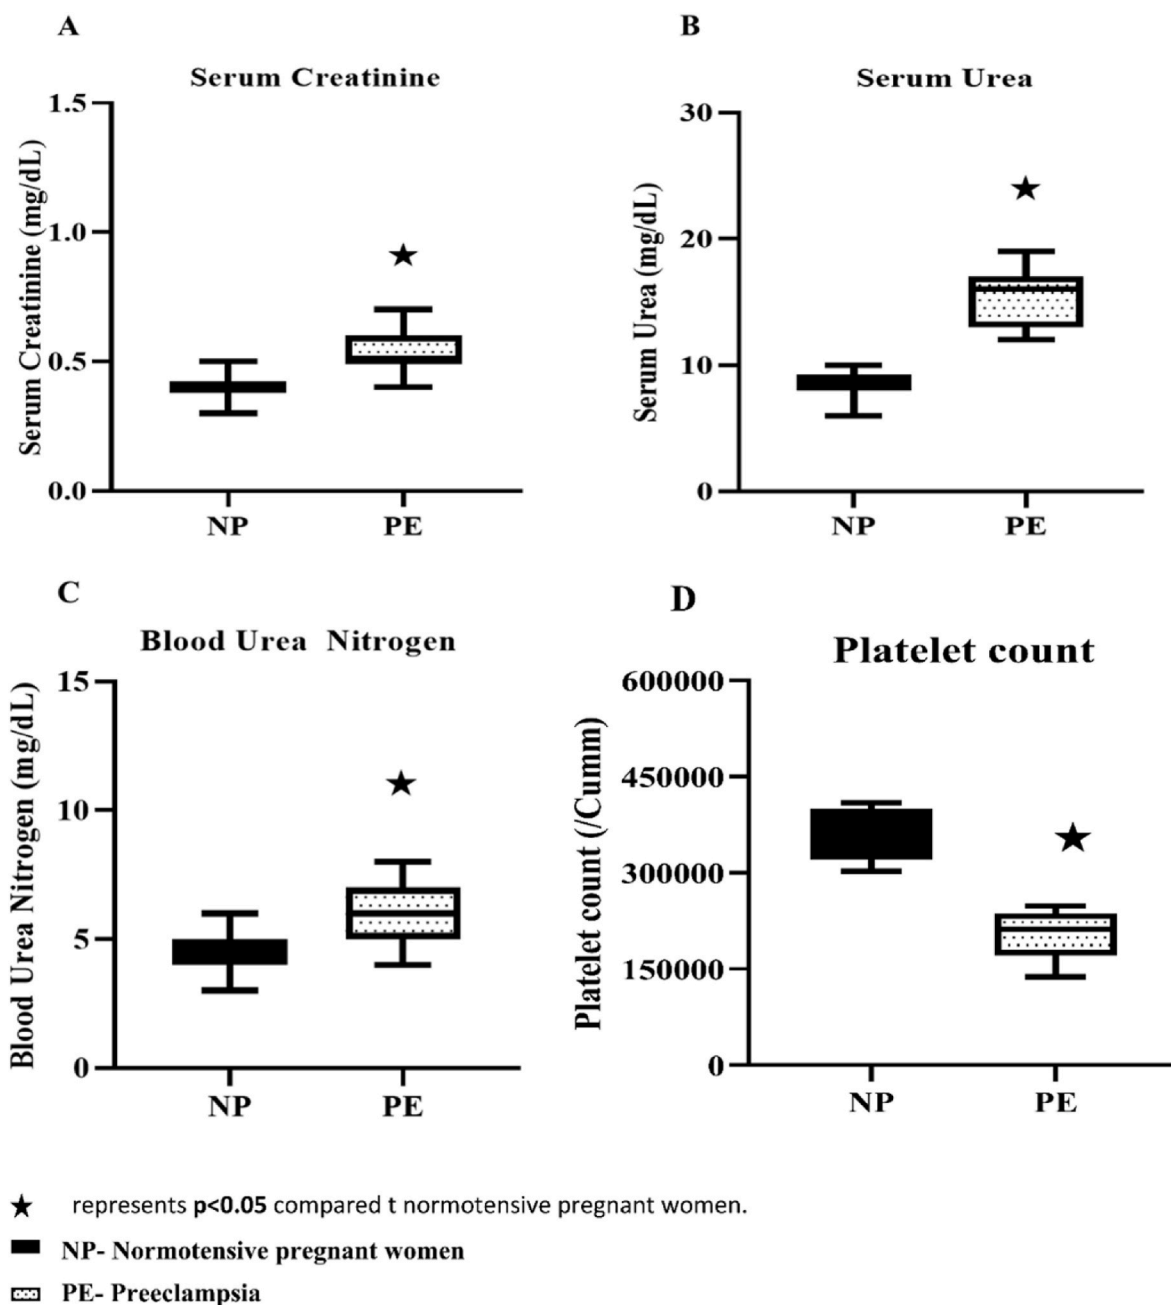 A
Serum Creatinine
Serum Creatinine (mg/dL)
1.5
1.0
0.5
0.0
NP
PE
B
Serum Urea
Serum Urea (mg/dL)
30
20
10
0
NP
PE
C
Blood Urea Nitrogen
Blood Urea Nitrogen (mg/dL)
15
10
5
0
NP
PE
D
Platelet count
Platelet count (/Cumm)
600000
450000
300000
150000
0
NP
PE
★ represents p<0.05 compared t normotensive pregnant women.
NP- Normotensive pregnant women
PE- Preeclampsia